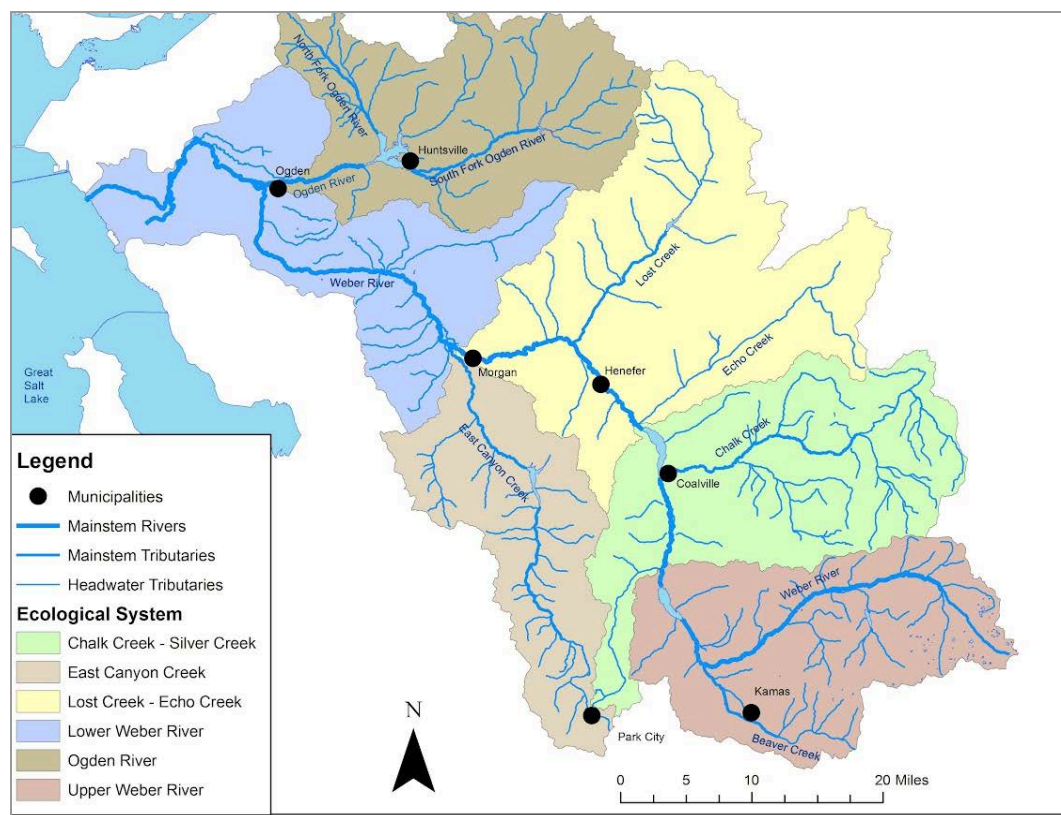 North Fork Ogden River
Huntsville
South Fork Ogden River
Ogden
Ogden River
Weber River
Lost Creek
Morgan
Henefer
Echo Creek
Great
Salt
Lake
East Canyon Creek
Chalk Creek
Coalville
Weber River
Kamas
Beaver Creek
Park City
N
0 5 10 20 Miles
Legend
Municipalities
Mainstem Rivers
Mainstem Tributaries
Headwater Tributaries
Ecological System
Chalk Creek - Silver Creek
East Canyon Creek
Lost Creek - Echo Creek
Lower Weber River
Ogden River
Upper Weber River